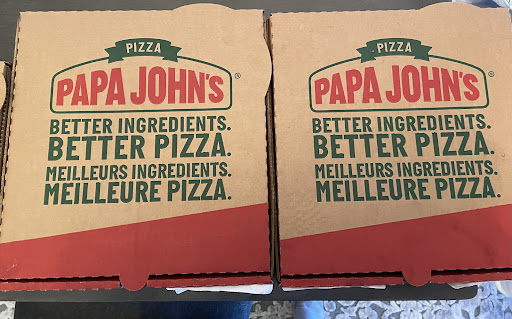 PIZZA
PAPA JOHN'S®
BETTER INGREDIENTS.
BETTER PIZZA.
MEILLEURS INGREDIENTS.
MEILLEURE PIZZA.
PIZZA
PAPA JOHN'S®
BETTER INGREDIENTS.
BETTER PIZZA.
MEILLEURS INGREDIENTS.
MEILLEURE PIZZA.